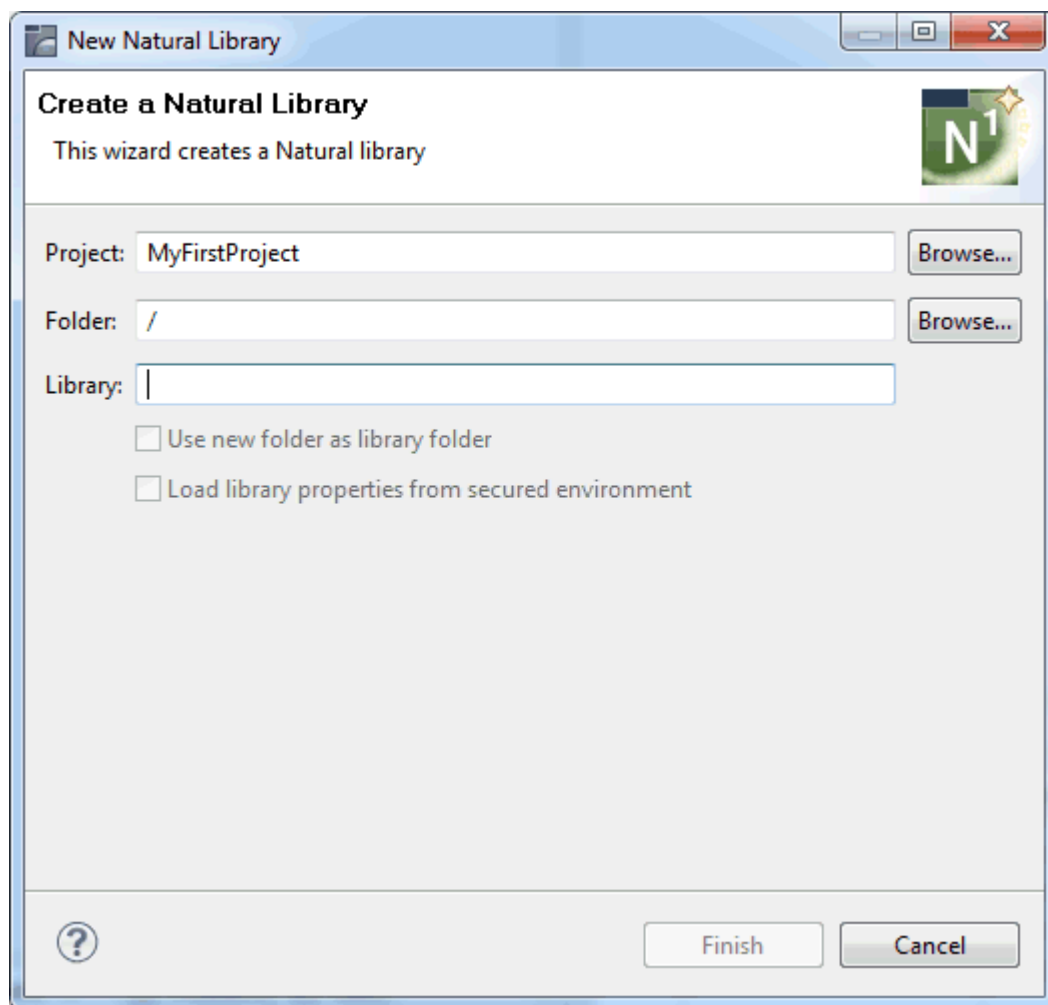 New Natural Library
Create a Natural Library
This wizard creates a Natural library
N1
Project: MyFirstProject Browse...
Folder: / Browse...
Library:
Use new folder as library folder
Load library properties from secured environment
? Finish Cancel